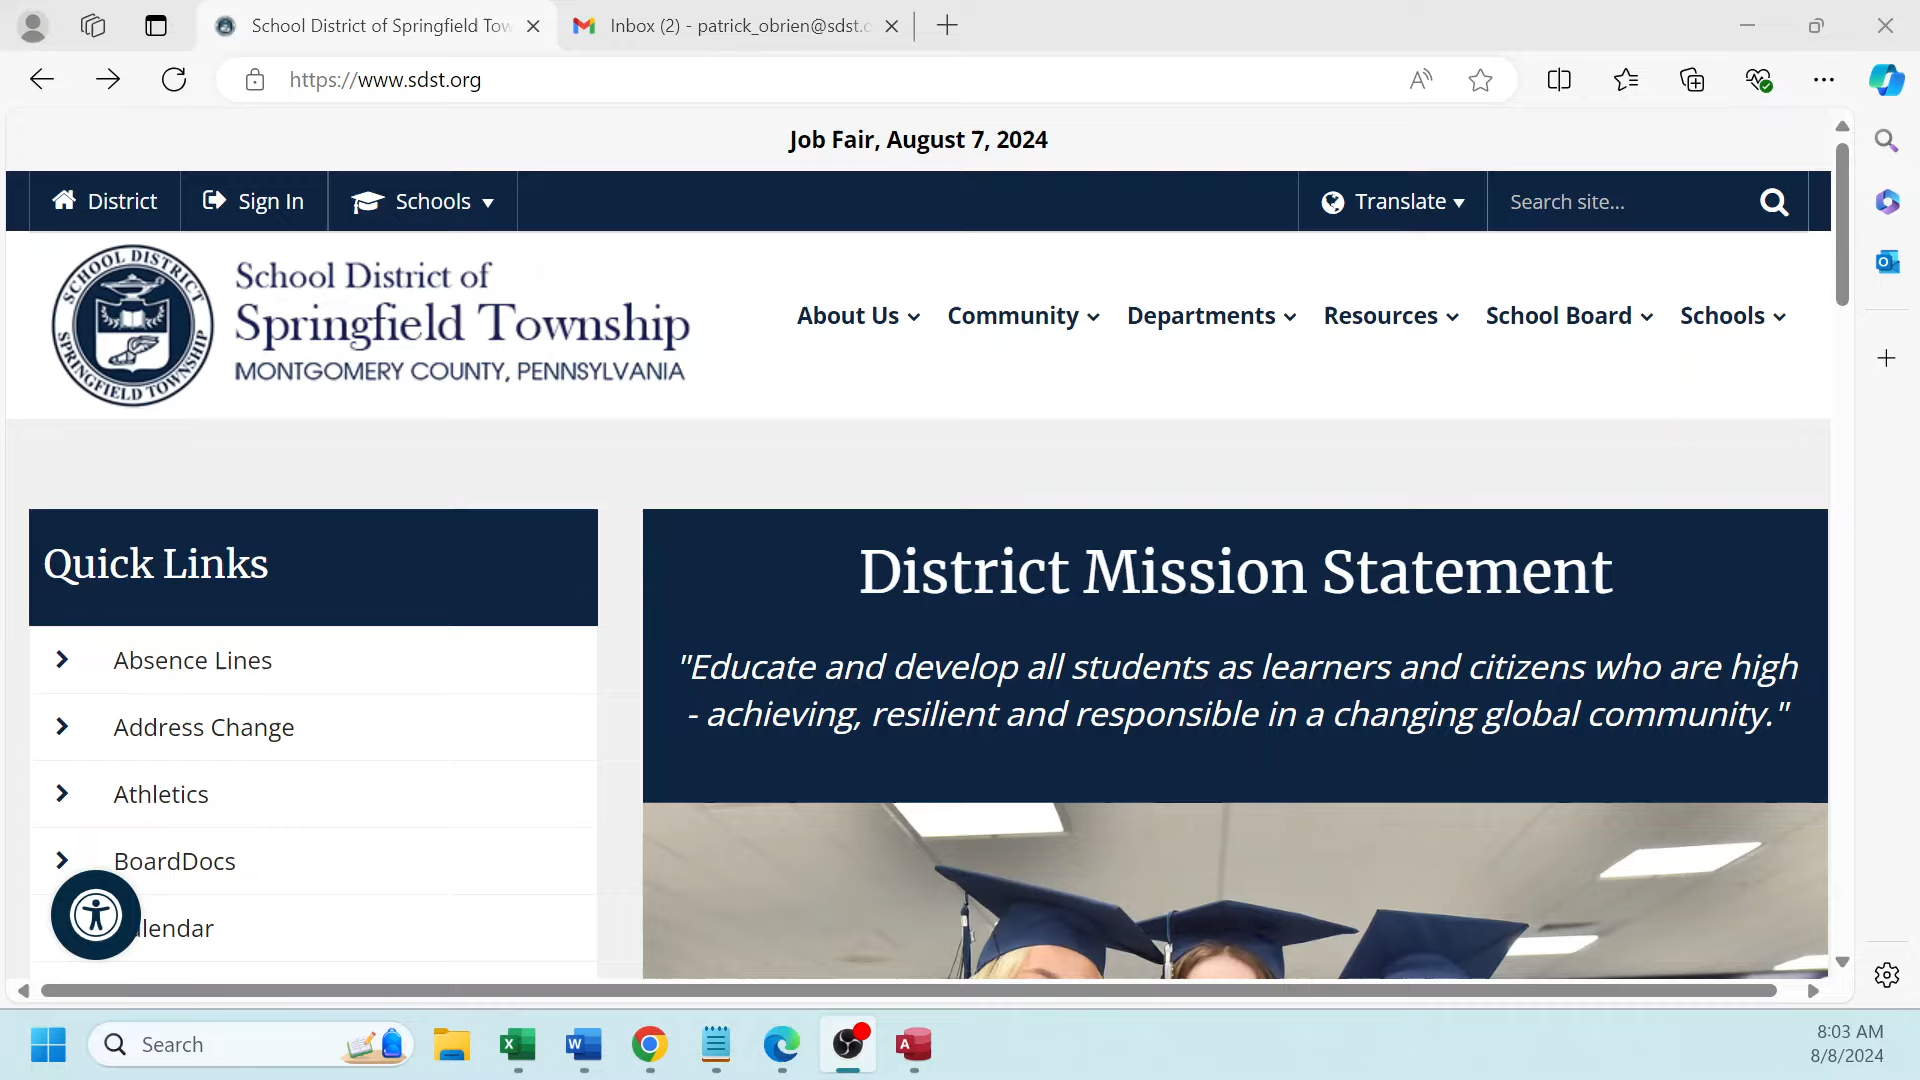 School District of Springfield Tow
Inbox (2) - patrick_obrien@sdst.o
https://www.sdst.org
Job Fair, August 7, 2024
District
Sign In
Schools
Translate
Search site...
SCHOOL DISTRICT
SPRINGFIELD TOWNSHIP
School District of
Springfield Township
MONTGOMERY COUNTY, PENNSYLVANIA
About Us
Community
Departments
Resources
School Board
Schools
Quick Links
Absence Lines
Address Change
Athletics
BoardDocs
lendar
District Mission Statement
"Educate and develop all students as learners and citizens who are high
- achieving, resilient and responsible in a changing global community."
Search
8:03 AM
8/8/2024